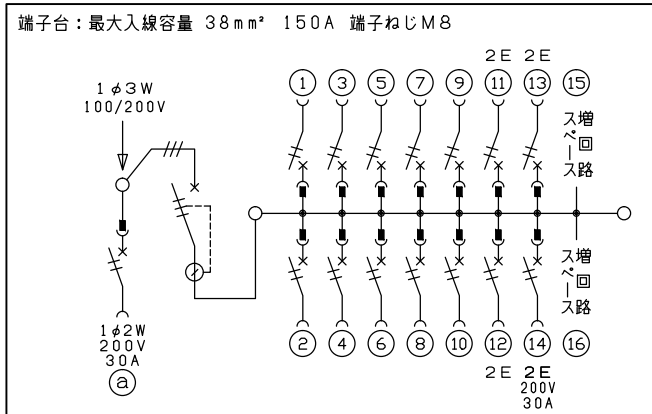 端子台：最大入線容量 38mm² 150A 端子ねじM8
2E 2E
1 3 5 7 9 11 13 15
1φ3W
100/200V
増回路
スペース
増回路
スペース
1φ2W
200V
30A
a
2 4 6 8 10 12 14 16
2E 2E
200V
30A